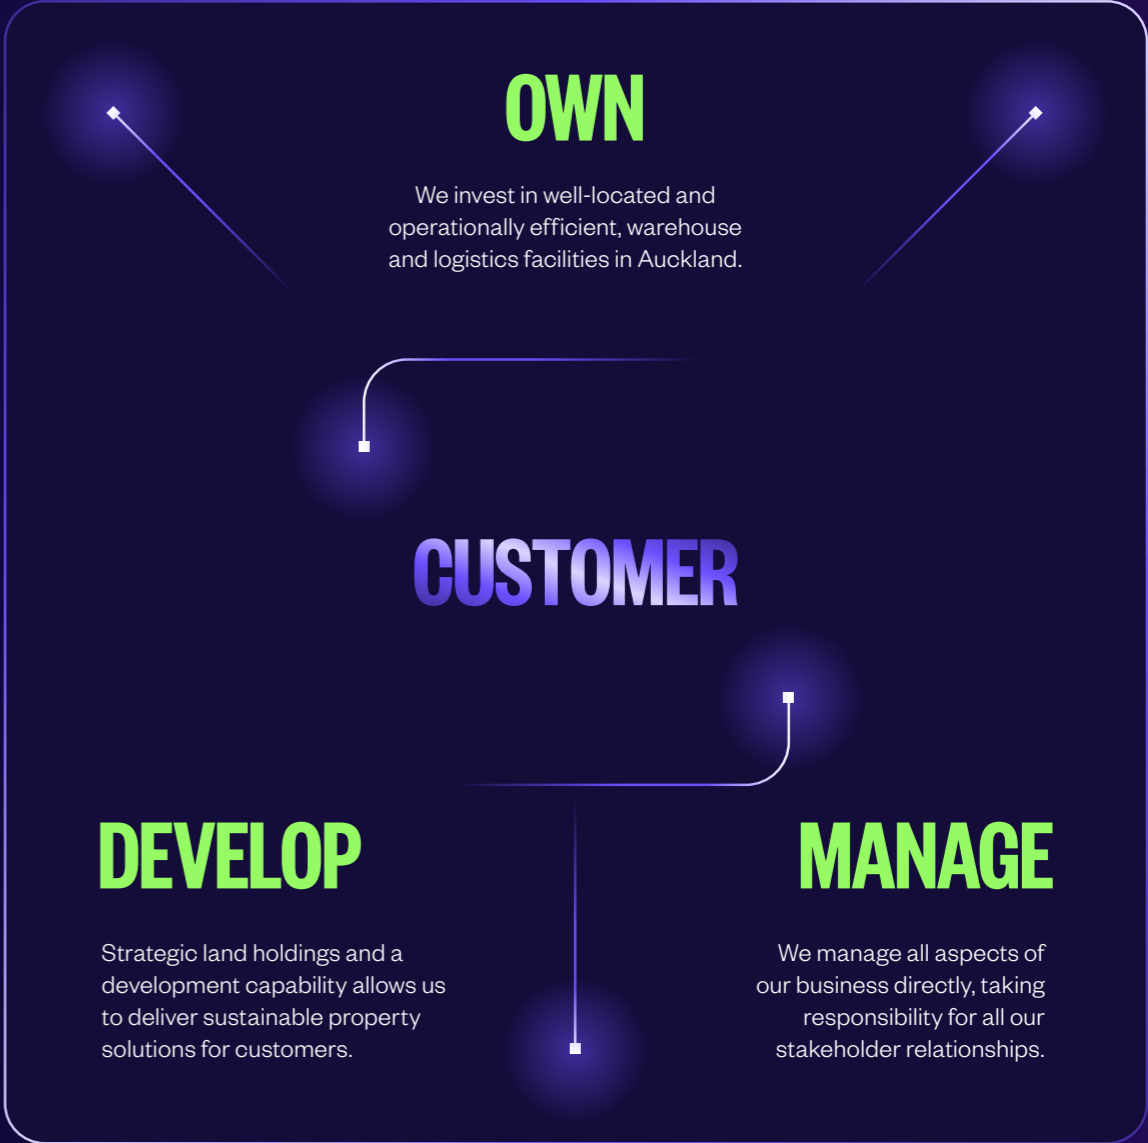 OWN
We invest in well-located and
operationally efficient, warehouse
and logistics facilities in Auckland.
CUSTOMER
DEVELOP
Strategic land holdings and a
development capability allows us
to deliver sustainable property
solutions for customers.
MANAGE
We manage all aspects of
our business directly, taking
responsibility for all our
stakeholder relationships.